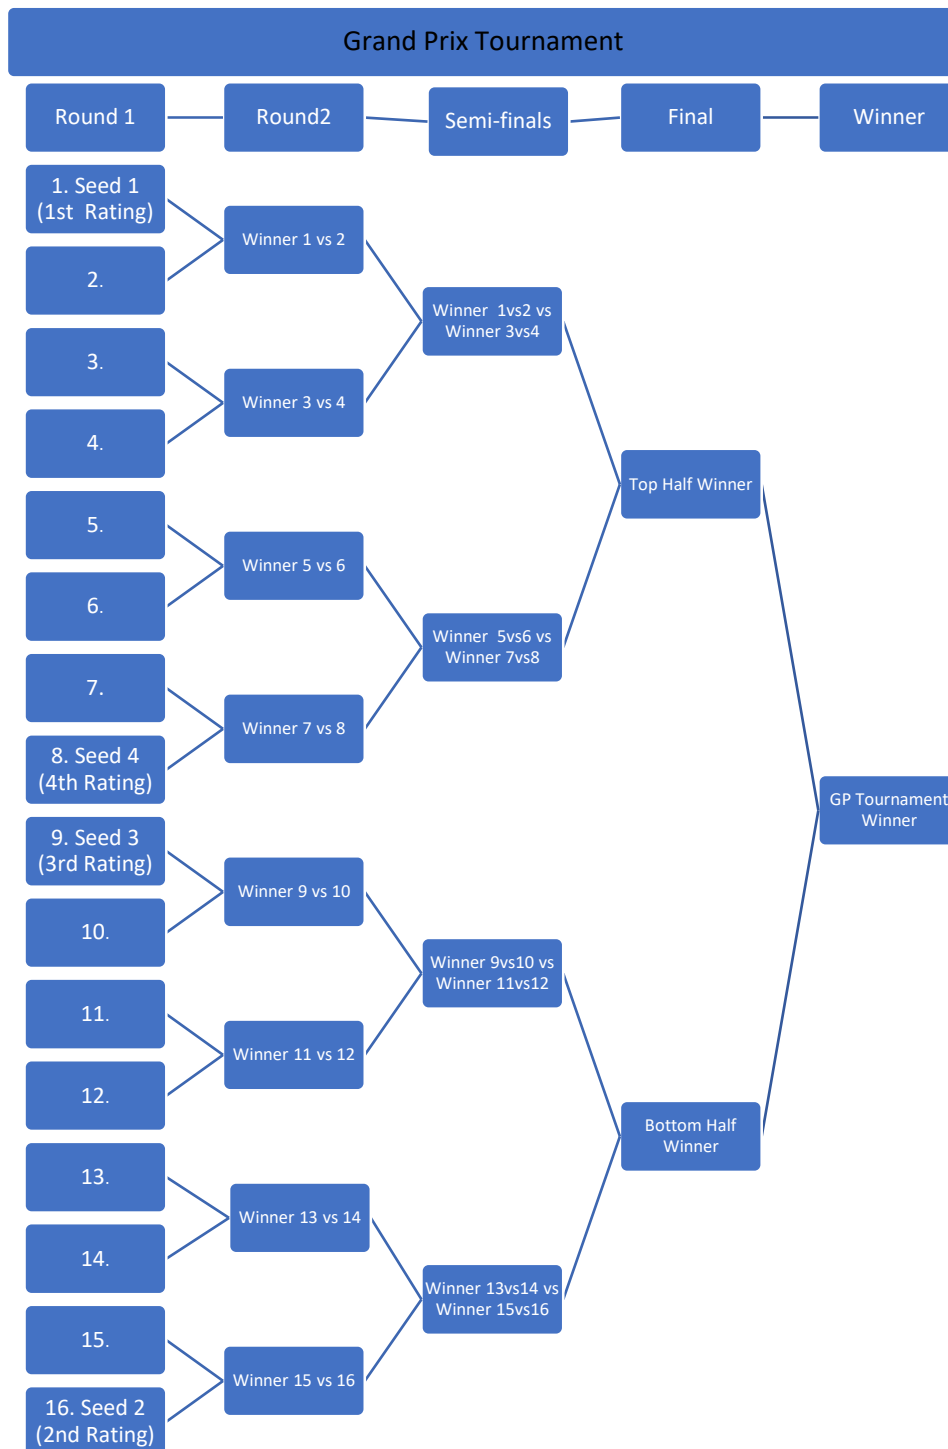 Grand Prix Tournament
Round 1
Round2
Semi-finals
Final
Winner
1. Seed 1
(1st Rating)
2.
3.
4.
5.
6.
7.
8. Seed 4
(4th Rating)
9. Seed 3
(3rd Rating)
10.
11.
12.
13.
14.
15.
16. Seed 2
(2nd Rating)
Winner 1 vs 2
Winner 3 vs 4
Winner 5 vs 6
Winner 7 vs 8
Winner 9 vs 10
Winner 11 vs 12
Winner 13 vs 14
Winner 15 vs 16
Winner 1vs2 vs
Winner 3vs4
Winner 5vs6 vs
Winner 7vs8
Winner 9vs10 vs
Winner 11vs12
Winner 13vs14 vs
Winner 15vs16
Top Half Winner
Bottom Half
Winner
GP Tournament
Winner